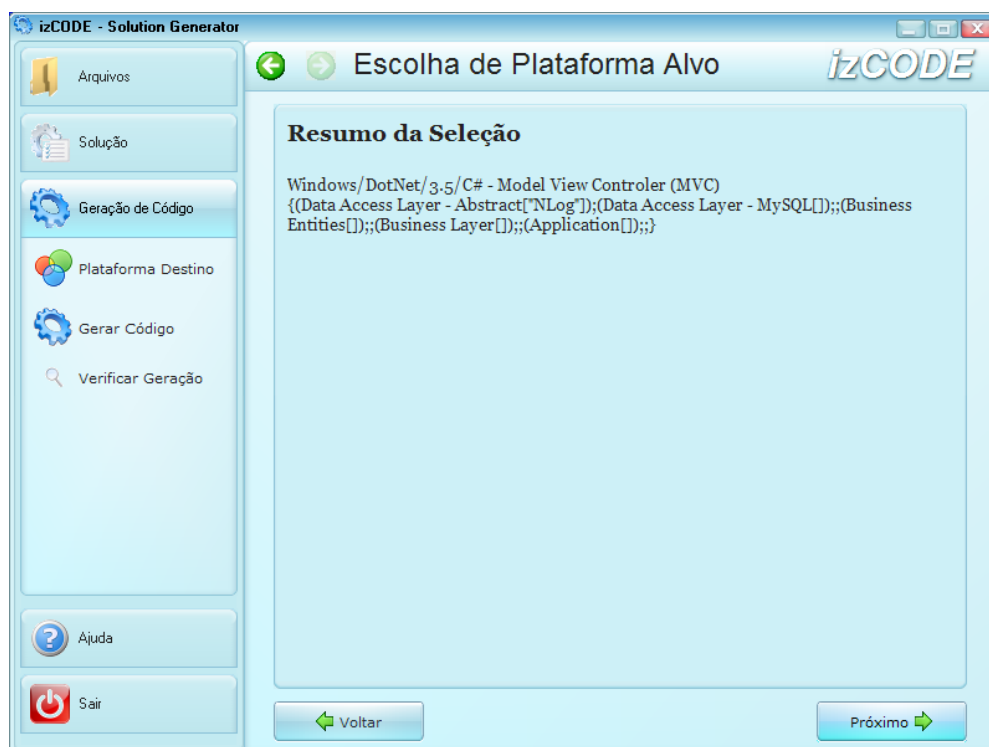 izCODE - Solution Generator
Arquivos
Solução
Geração de Código
Plataforma Destino
Gerar Código
Verificar Geração
Ajuda
Sair
Escolha de Plataforma Alvo
izCODE
Resumo da Seleção
Windows/DotNet/3.5/C# - Model View Controler (MVC)
{(Data Access Layer - Abstract["NLog"]);(Data Access Layer - MySQL[]);;(Business
Entities[]);;(Business Layer[]);;(Application[]);;}
Voltar
Próximo